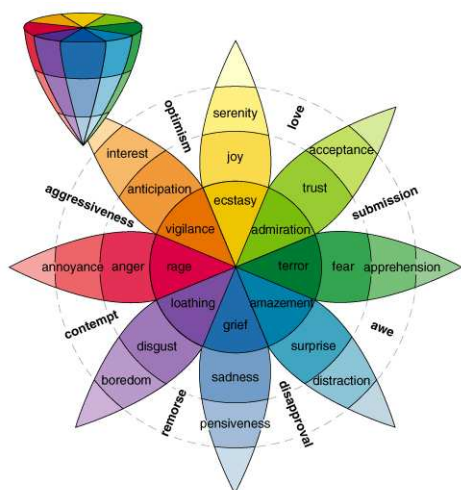 serenity
optimism
love
interest
joy
acceptance
anticipation
trust
aggressiveness
ecstasy
submission
vigilance
admiration
annoyance
anger
rage
terror
fear
apprehension
loathing
amazement
contempt
grief
awe
disgust
surprise
boredom
sadness
distraction
remorse
disapproval
pensiveness